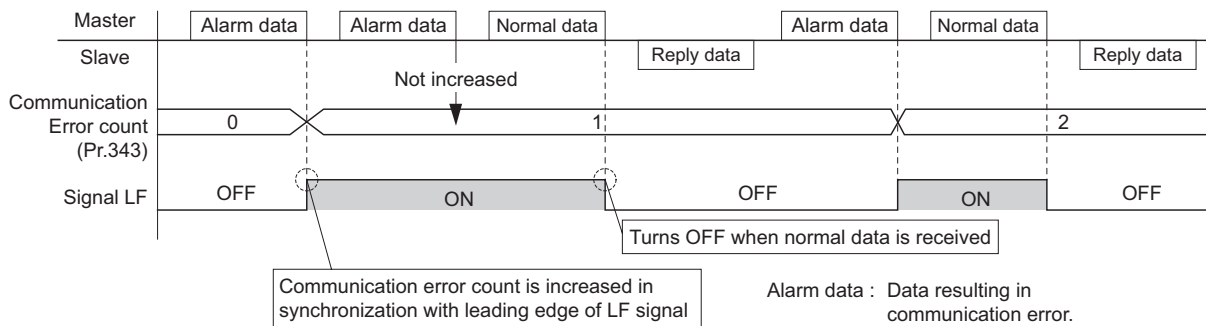 Master
Alarm data
Alarm data
Normal data
Alarm data
Normal data
Slave
Reply data
Reply data
Not increased
Communication
Error count
(Pr.343)
0
1
2
Signal LF
OFF
ON
OFF
ON
OFF
Turns OFF when normal data is received
Communication error count is increased in
synchronization with leading edge of LF signal
Alarm data : Data resulting in
communication error.